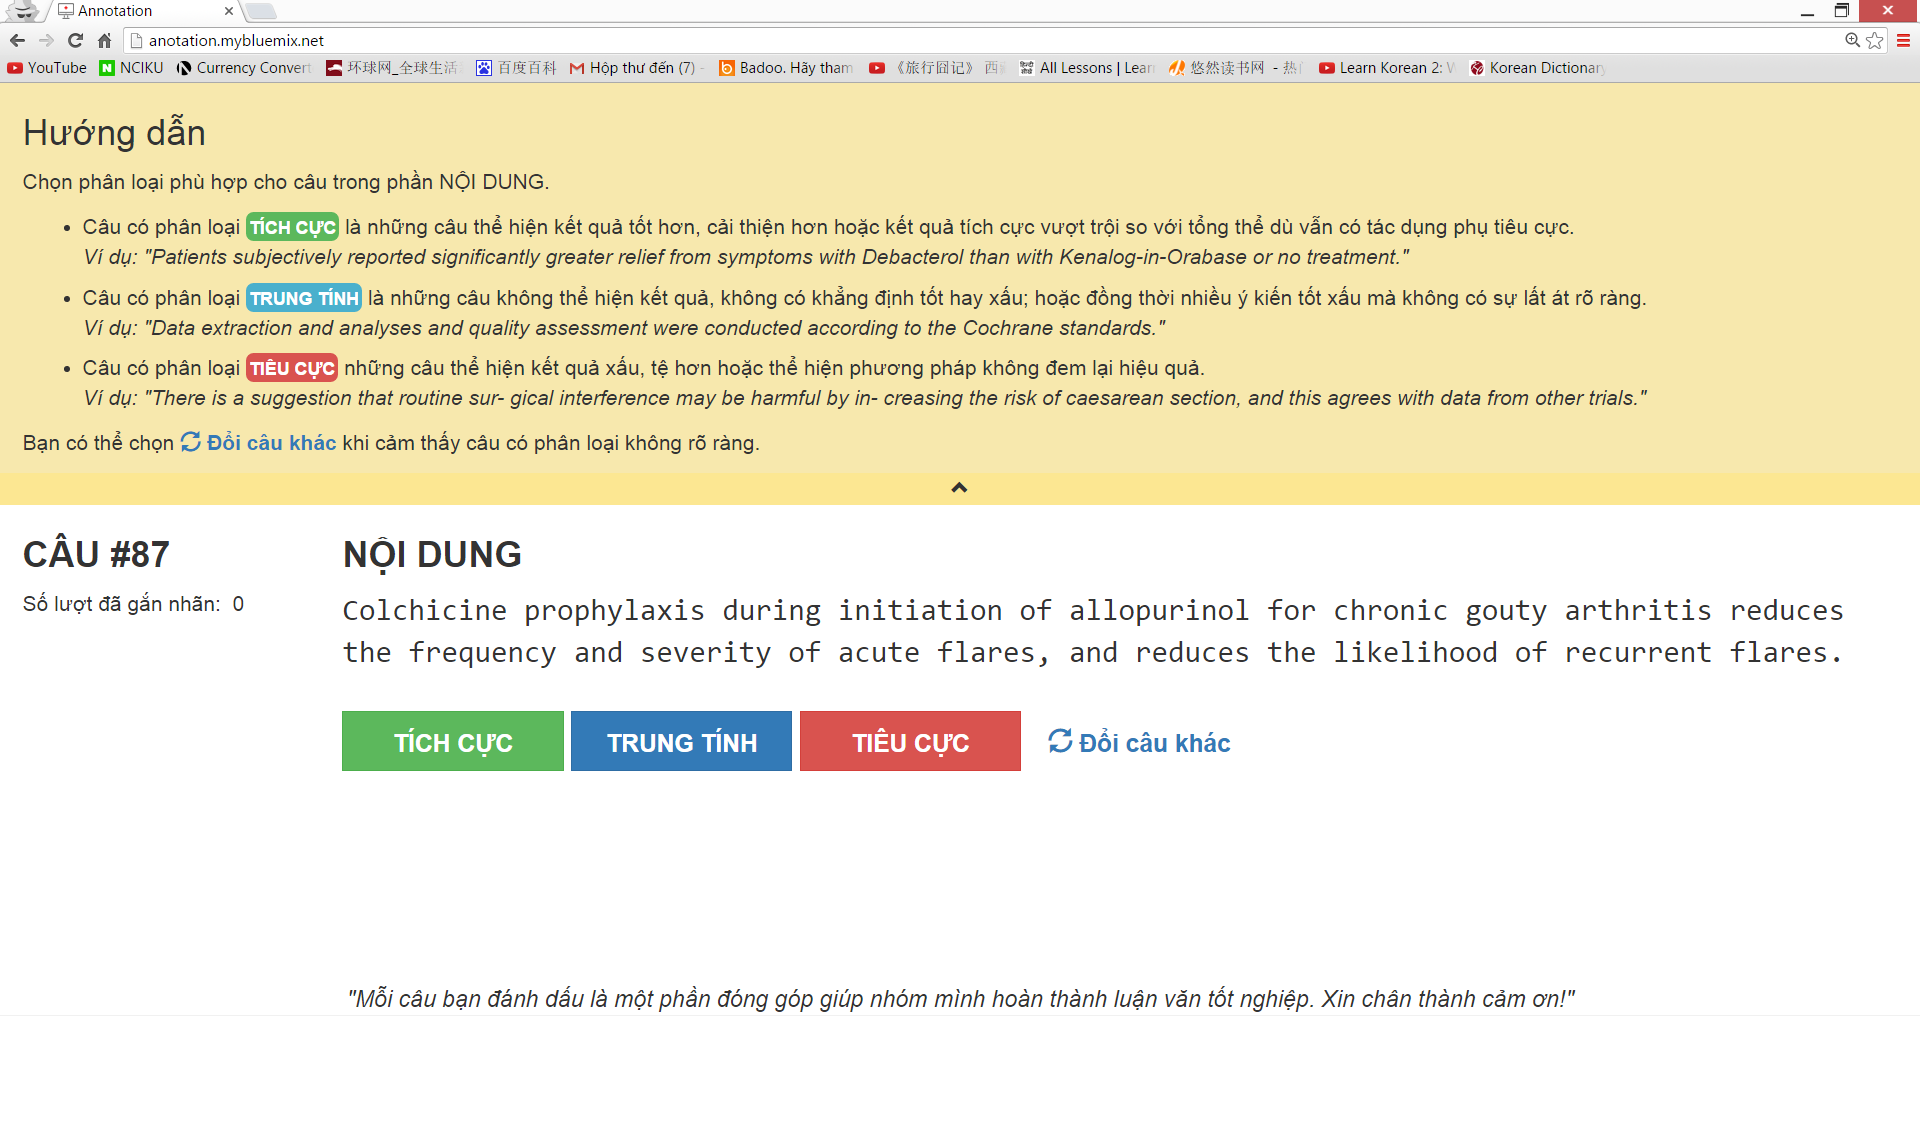 Annotation
anotation.mybluemix.net
YouTube NCIKU Currency Convert 环球网_全球生活 百度百科 Hộp thư đến (7) - Badoo. Hãy tham 《旅行囧记》 西 All Lessons | Lear 悠然读书网 - 热 Learn Korean 2: Korean Dictionary
Hướng dẫn
Chọn phân loại phù hợp cho câu trong phần NỘI DUNG.
• Câu có phân loại TÍCH CỰC là những câu thể hiện kết quả tốt hơn, cải thiện hơn hoặc kết quả tích cực vượt trội so với tổng thể dù vẫn có tác dụng phụ tiêu cực.
Ví dụ: "Patients subjectively reported significantly greater relief from symptoms with Debacterol than with Kenalog-in-Orabase or no treatment."
• Câu có phân loại TRUNG TÍNH là những câu không thể hiện kết quả, không có khẳng định tốt hay xấu; hoặc đồng thời nhiều ý kiến tốt xấu mà không có sự lất át rõ ràng.
Ví dụ: "Data extraction and analyses and quality assessment were conducted according to the Cochrane standards."
• Câu có phân loại TIÊU CỰC những câu thể hiện kết quả xấu, tệ hơn hoặc thể hiện phương pháp không đem lại hiệu quả.
Ví dụ: "There is a suggestion that routine sur- gical interference may be harmful by in- creasing the risk of caesarean section, and this agrees with data from other trials."
Bạn có thể chọn Đổi câu khác khi cảm thấy câu có phân loại không rõ ràng.
CÂU #87
Số lượt đã gắn nhãn: 0
NỘI DUNG
Colchicine prophylaxis during initiation of allopurinol for chronic gouty arthritis reduces
the frequency and severity of acute flares, and reduces the likelihood of recurrent flares.
TÍCH CỰC TRUNG TÍNH TIÊU CỰC Đổi câu khác
"Mỗi câu bạn đánh dấu là một phần đóng góp giúp nhóm mình hoàn thành luận văn tốt nghiệp. Xin chân thành cảm ơn!"